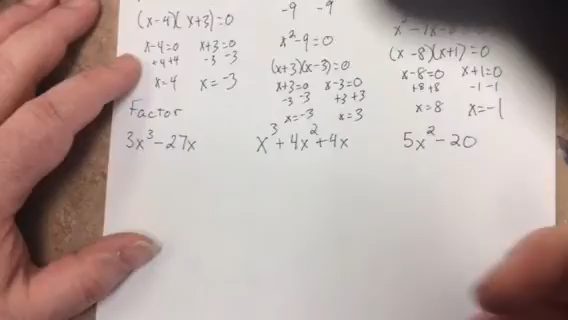 (x-4)(x+3)=0
x-4=0 x+3=0
+4 +4 -3 -3
x=4 x=-3
-9 -9
x²-9=0
(x+3)(x-3)=0
x+3=0 x-3=0
-3 -3 +3 +3
x=-3 x=3
(x-8)(x+1)=0
x-8=0 x+1=0
+8 +8 -1 -1
x=8 x=-1
Factor
3x³-27x x³+4x²+4x 5x²-20